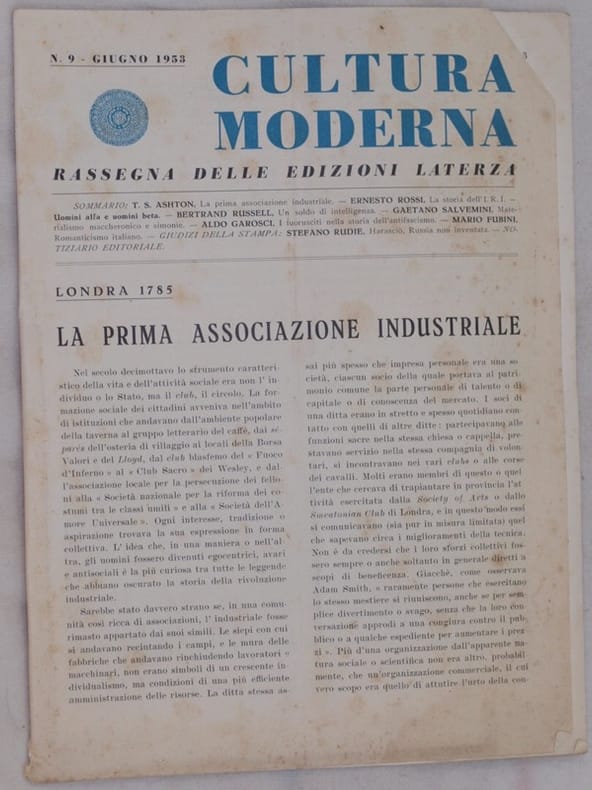 N. 9 - GIUGNO 1953
CULTURA
MODERNA
RASSEGNA DELLE EDIZIONI LATERZA
SOMMARIO: T. S. ASHTON, La prima associazione industriale. — ERNESTO ROSSI, La storia dell'I.R.I. —
Uomini alfa e uomini beta. — BERTRAND RUSSELL, Un soldo di intelligenza. — GAETANO SALVEMINI, Mate-
rialismo maccheronico e simonie. — ALDO GAROSCI, I fuorusciti nella storia dell'antifascismo. — MARIO FUBINI,
Romanticismo italiano. — GIUDIZI DELLA STAMPA: STEFANO RUDIE, Harasciò, Russia non inventata. — NO-
TIZIARIO EDITORIALE.
LONDRA 1785
LA PRIMA ASSOCIAZIONE INDUSTRIALE
Nel secolo decimottavo lo strumento caratteri-
stico della vita e dell'attività sociale era non l' in-
dividuo o lo Stato, ma il club, il circolo. La for-
mazione sociale dei cittadini avveniva nell'ambito
di istituzioni che andavano dall'ambiente popolare
della taverna al gruppo letterario del caffè, dai sé-
parés dell'osteria di villaggio ai locali della Borsa
Valori e del Lloyd, dal club blasfemo del « Fuoco
d'Inferno » al « Club Sacro » dei Wesley, e dal-
l'associazione locale per la persecuzione dei fello-
ni alla « Società nazionale per la riforma dei co-
stumi tra le classi umili » e alla « Società dell'A-
more Universale ». Ogni interesse, tradizione o
aspirazione trovava la sua espressione in forma
collettiva. L' idea che, in una maniera o nell'al-
tra, gli uomini fossero divenuti egocentrici, avari
e antisociali è la più curiosa tra tutte le leggende
che abbiano oscurato la storia della rivoluzione
industriale.
Sarebbe stato davvero strano se, in una comu-
nità così ricca di associazioni, l' industriale fosse
rimasto appartato dai suoi simili. Le siepi con cui
si andavano recintando i campi, e le mura delle
fabbriche che andavano rinchiudendo lavoratori e
macchinari, non erano simboli di un crescente in-
dividualismo, ma condizioni di una più efficiente
amministrazione delle risorse. La ditta stessa as-
sai più spesso che impresa personale era una so-
cietà, ciascun socio della quale portava al patri-
monio comune la parte personale di talento o di
capitale o di conoscenza del mercato. I soci di
una ditta erano in stretto e spesso quotidiano con-
tatto con quelli di altre ditte : partecipavano alle
funzioni sacre nella stessa chiesa o cappella, pre-
stavano servizio nella stessa compagnia di volon-
tari, si incontravano nei vari clubs o alle corse
dei cavalli. Molti erano membri di questo o quel-
l'ente che cercava di trapiantare in provincia l'at-
tività esercitata dalla Society of Arts o dallo
Smeatonian Club di Londra, e in questo modo essi
si comunicavano (sia pur in misura limitata) quel
che sapevano circa i miglioramenti della tecnica.
Non è da credersi che i loro sforzi collettivi fos-
sero sempre o anche soltanto in generale diretti a
scopi di beneficenza. Giacchè, come osservava
Adam Smith, « raramente persone che esercitano
lo stesso mestiere si riuniscono, anche se per sem-
plice divertimento o svago, senza che la loro con-
versazione approdi a una congiura contro il pub-
blico o a qualche espediente per aumentare i prez-
zi ». Più d'una organizzazione dall'apparente na-
tura sociale o scientifica non era altro, probabil-
mente, che un'organizzazione commerciale, il cui
vero scopo era quello di attutire l'urto della con-